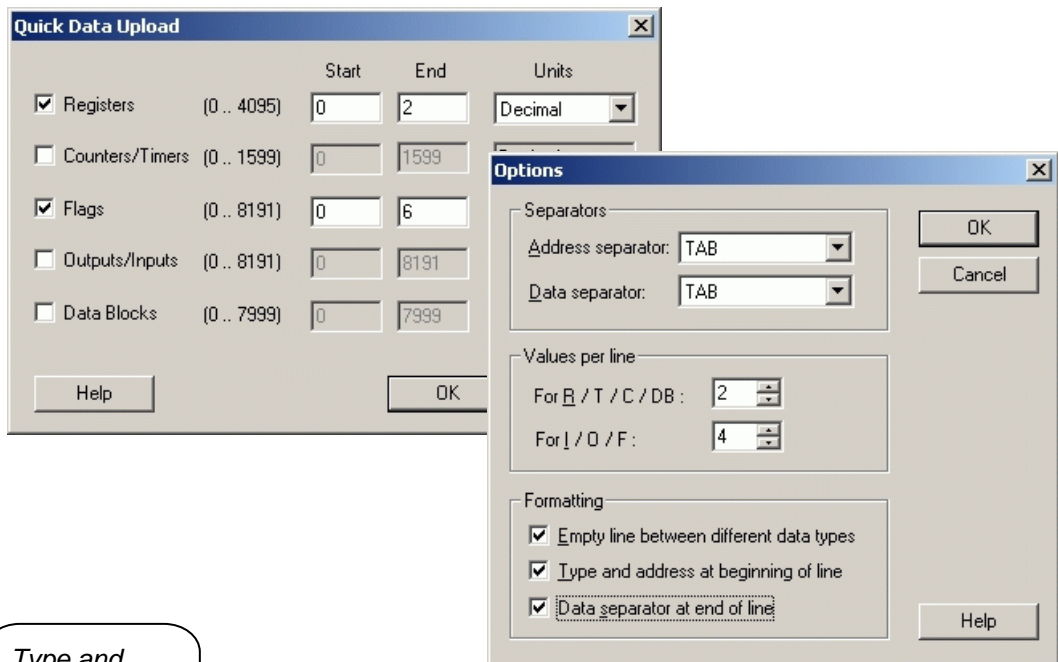 Quick Data Upload
Start End Units
Registers (0 .. 4095) 0 2 Decimal
Counters/Timers (0 .. 1599) 0 1599
Flags (0 .. 8191) 0 6
Outputs/Inputs (0 .. 8191) 0 8191
Data Blocks (0 .. 7999) 0 7999
Help OK
Options
Separators
Address separator: TAB
Data separator: TAB
OK
Cancel
Values per line
For R / T / C / DB : 2
For I / O / F : 4
Formatting
Empty line between different data types
Type and address at beginning of line
Data separator at end of line
Help
Type and